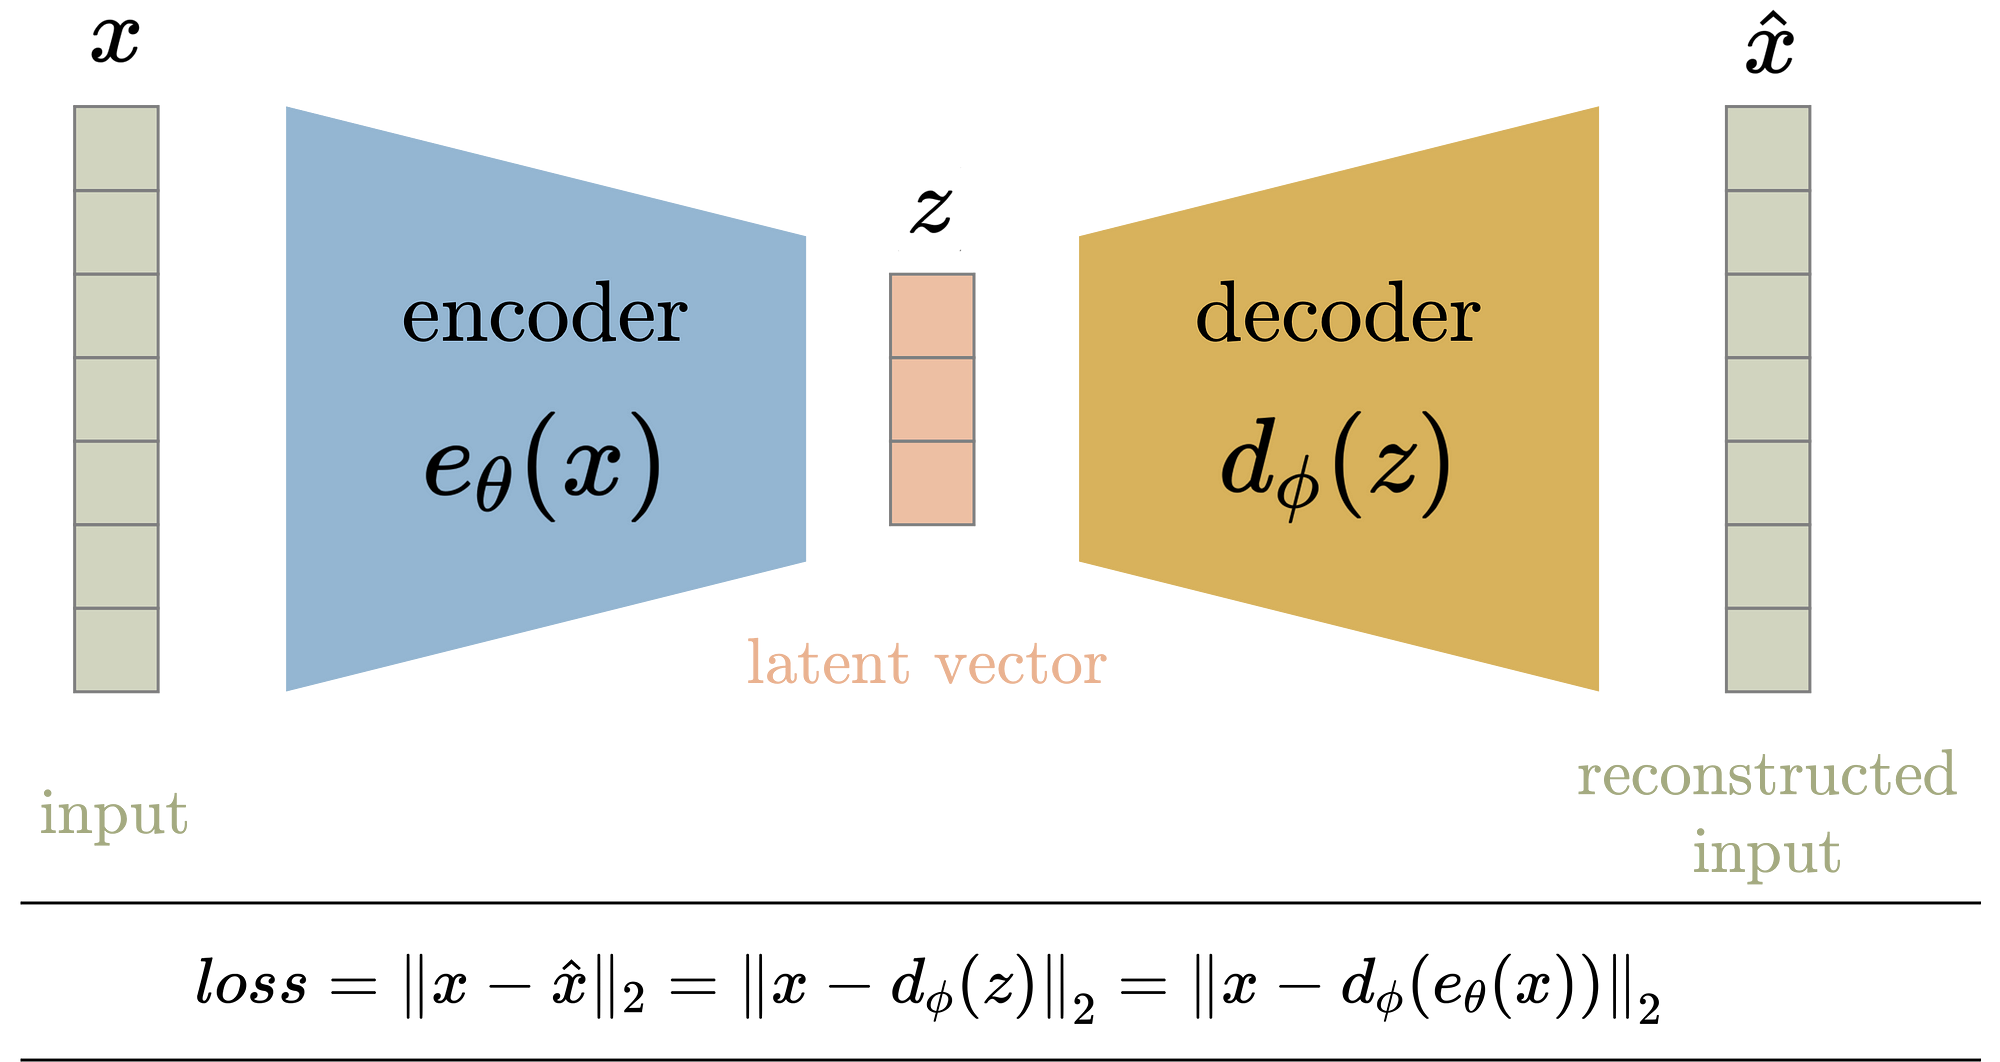 x
x̂
z
encoder
e_θ(x)
decoder
d_ϕ(z)
latent vector
input
reconstructed
input
loss = ‖x − x̂‖₂ = ‖x − d_ϕ(z)‖₂ = ‖x − d_ϕ(e_θ(x))‖₂